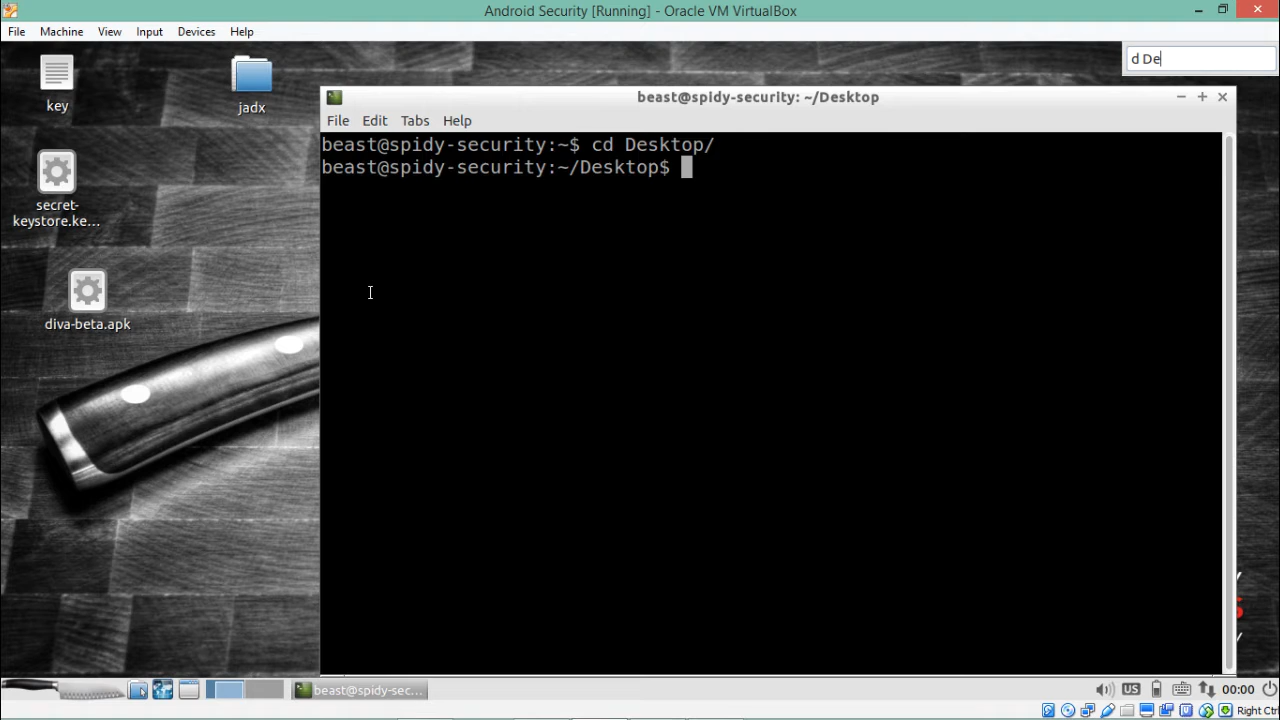 Android Security [Running] - Oracle VM VirtualBox
File Machine View Input Devices Help
d De
key
jadx
secret-
keystore.ke...
diva-beta.apk
beast@spidy-security: ~/Desktop
File Edit Tabs Help
beast@spidy-security:~$ cd Desktop/
beast@spidy-security:~/Desktop$
beast@spidy-sec...
US
00:00
Right Ctrl